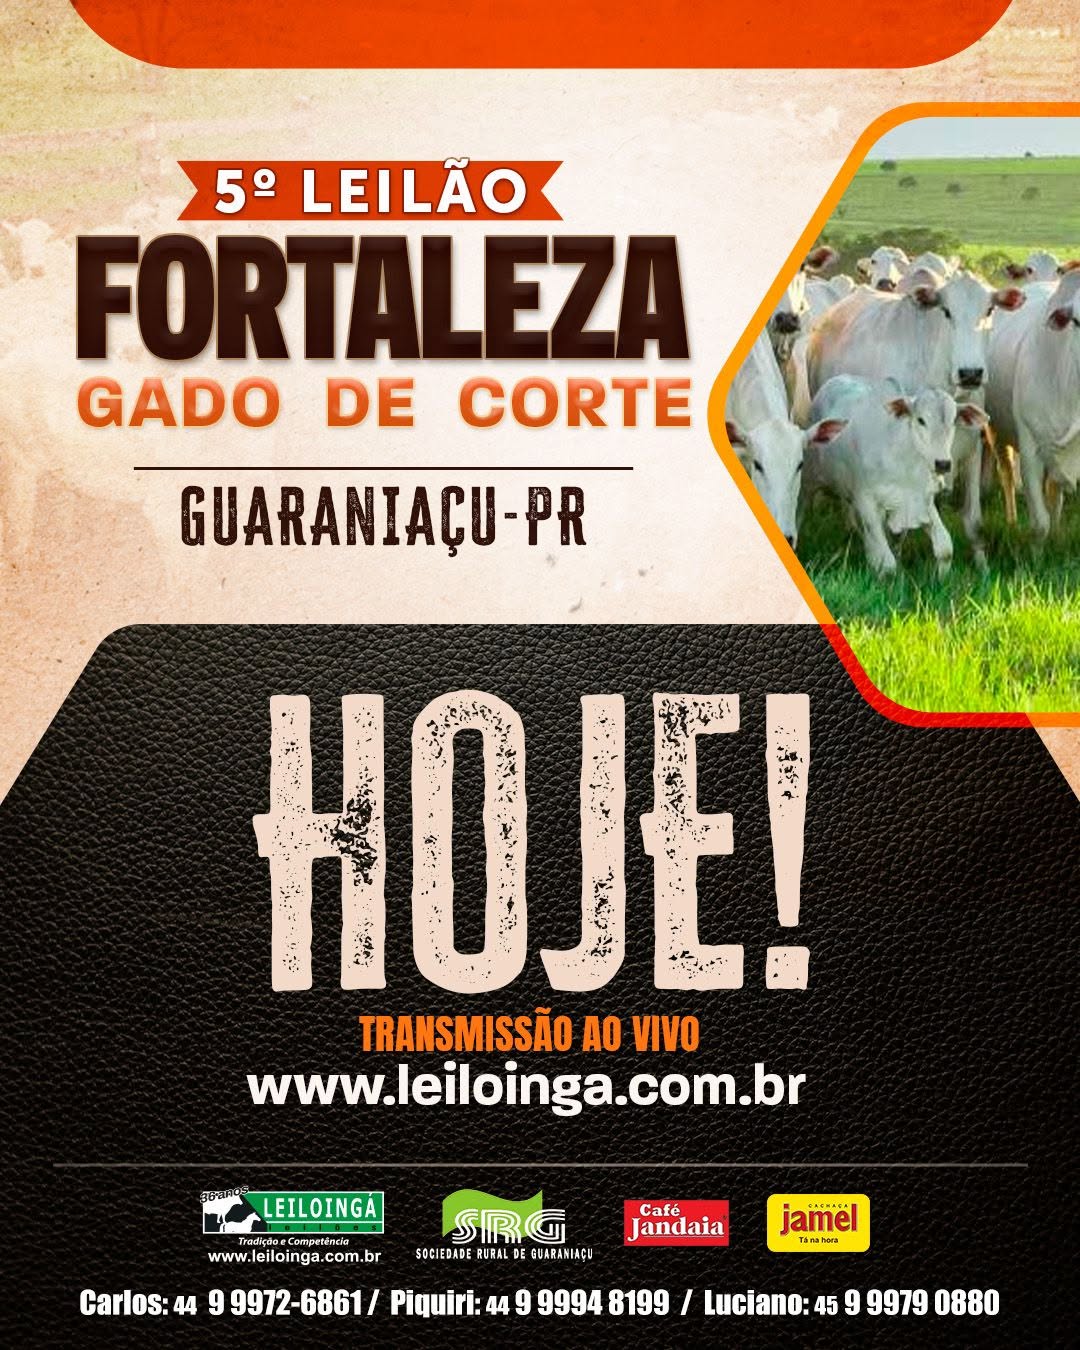 5º LEILÃO
FORTALEZA
GADO DE CORTE
GUARANIAÇU-PR
HOJE!
TRANSMISSÃO AO VIVO
www.leiloinga.com.br
36 anos
LEILOINGÁ
leilões
Tradição e Competência
www.leiloinga.com.br
SRG
SOCIEDADE RURAL DE GUARANIAÇU
Café
Jandaia
CACHAÇA
jamel
Tá na hora
Carlos: 44 9 9972-6861 / Piquiri: 44 9 9994 8199 / Luciano: 45 9 9979 0880